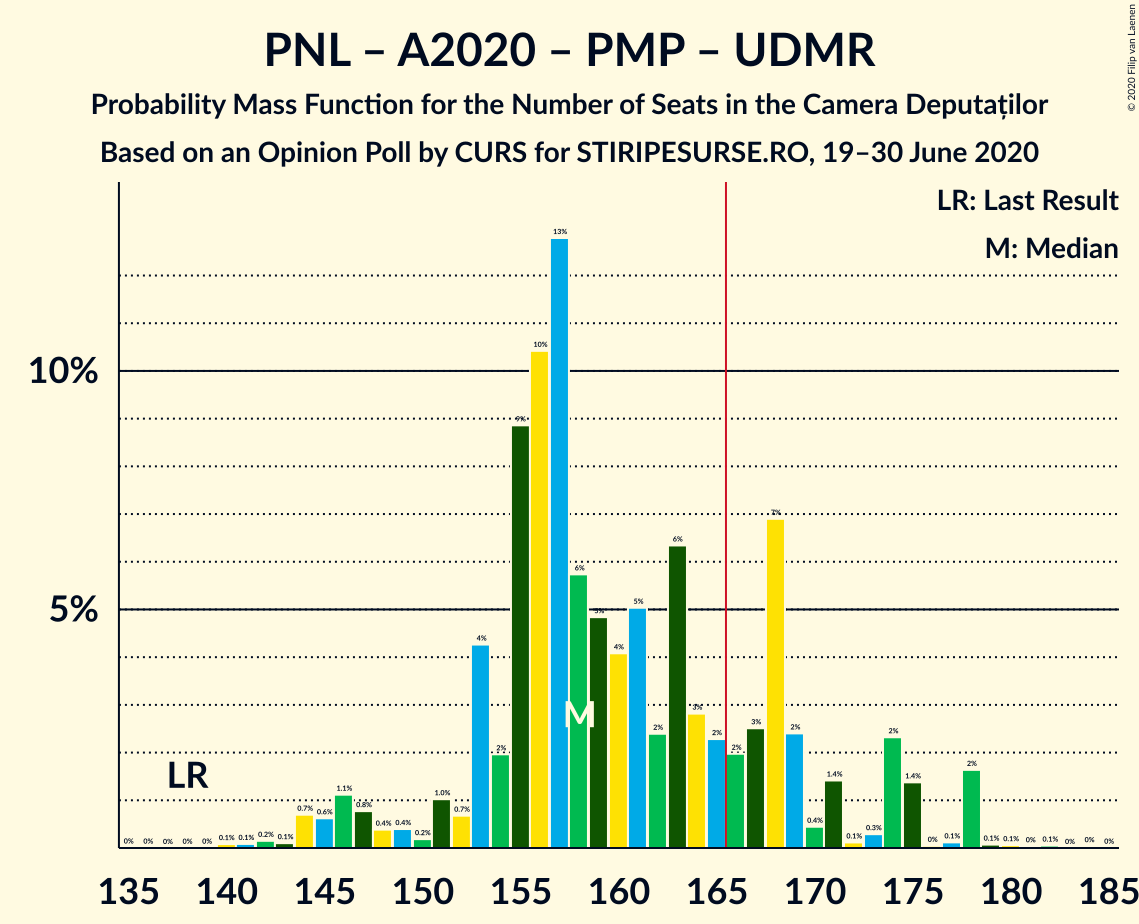 PNL – A2020 – PMP – UDMR
Probability Mass Function for the Number of Seats in the Camera Deputaților
Based on an Opinion Poll by CURS for STIRIPESURSE.RO, 19–30 June 2020
© 2020 Filip van Laenen
LR: Last Result
M: Median
10%
5%
LR
M
0% 0% 0% 0% 0% 0.1% 0.1% 0.2% 0.1% 0.7% 0.6% 1.1% 0.8% 0.4% 0.4% 0.2% 1.0% 0.7% 4% 2% 9% 10% 13% 6% 5% 4% 5% 2% 6% 3% 2% 2% 3% 7% 2% 0.4% 1.4% 0.1% 0.3% 2% 1.4% 0% 0.1% 2% 0.1% 0.1% 0% 0.1% 0% 0% 0%
135 140 145 150 155 160 165 170 175 180 185